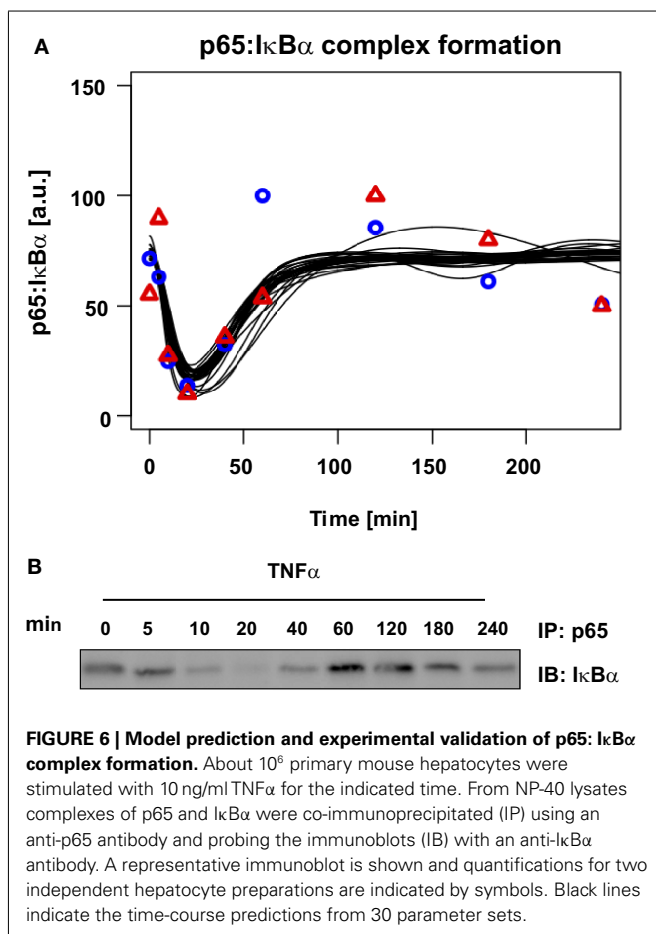 A
p65:IκBα complex formation
150
100
50
0
p65:IκBα [a.u.]
0 50 100 150 200
Time [min]
B
TNFα
min 0 5 10 20 40 60 120 180 240 IP: p65
IB: IκBα
FIGURE 6 | Model prediction and experimental validation of p65: IκBα
complex formation. About 10⁶ primary mouse hepatocytes were
stimulated with 10 ng/ml TNFα for the indicated time. From NP-40 lysates
complexes of p65 and IκBα were co-immunoprecipitated (IP) using an
anti-p65 antibody and probing the immunoblots (IB) with an anti-IκBα
antibody. A representative immunoblot is shown and quantifications for two
independent hepatocyte preparations are indicated by symbols. Black lines
indicate the time-course predictions from 30 parameter sets.